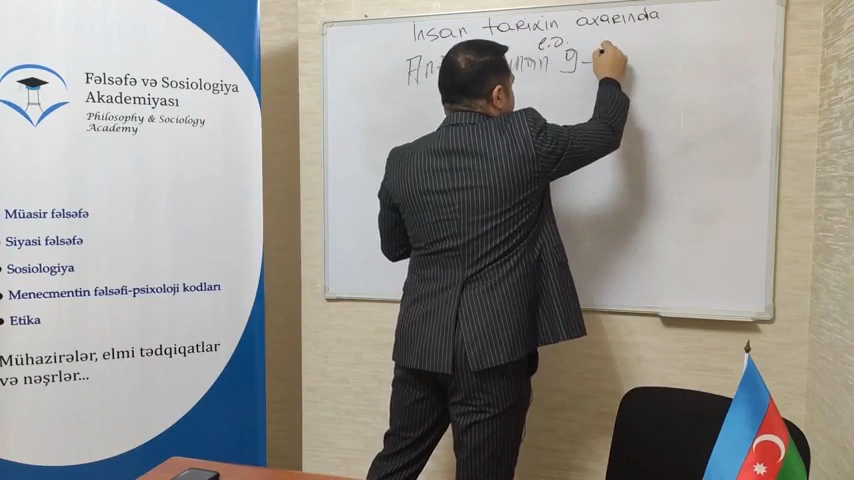 Fəlsəfə və Sosiologiya
Akademiyası
Philosophy & Sociology
Academy
Müasir fəlsəfə
Siyasi fəlsəfə
Sosiologiya
Menecmentin fəlsəfi-psixoloji kodları
Etika
Mühazirələr, elmi tədqiqatlar
və nəşrlər...
İnsan tarixin axarında
e.ə.
9-